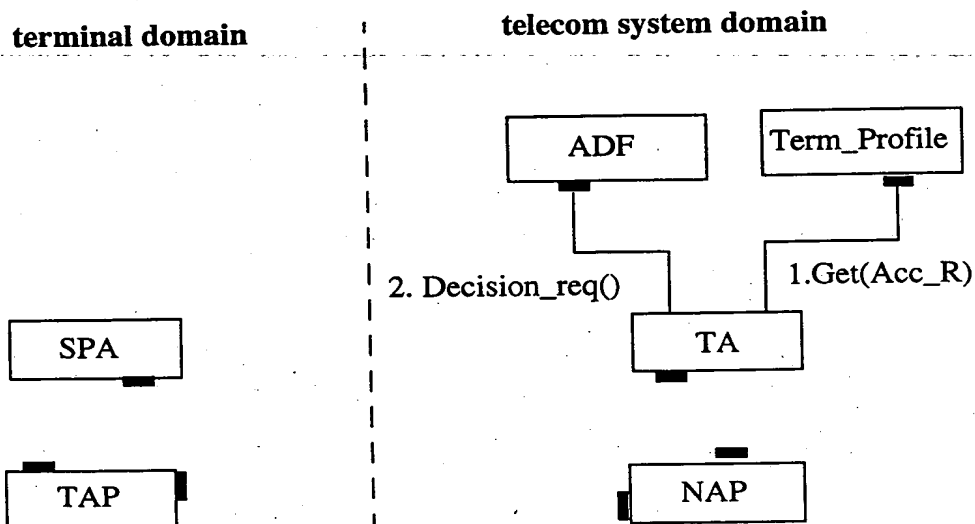 terminal domain
telecom system domain
ADF
Term_Profile
2. Decision_req()
1.Get(Acc_R)
SPA
TA
TAP
NAP